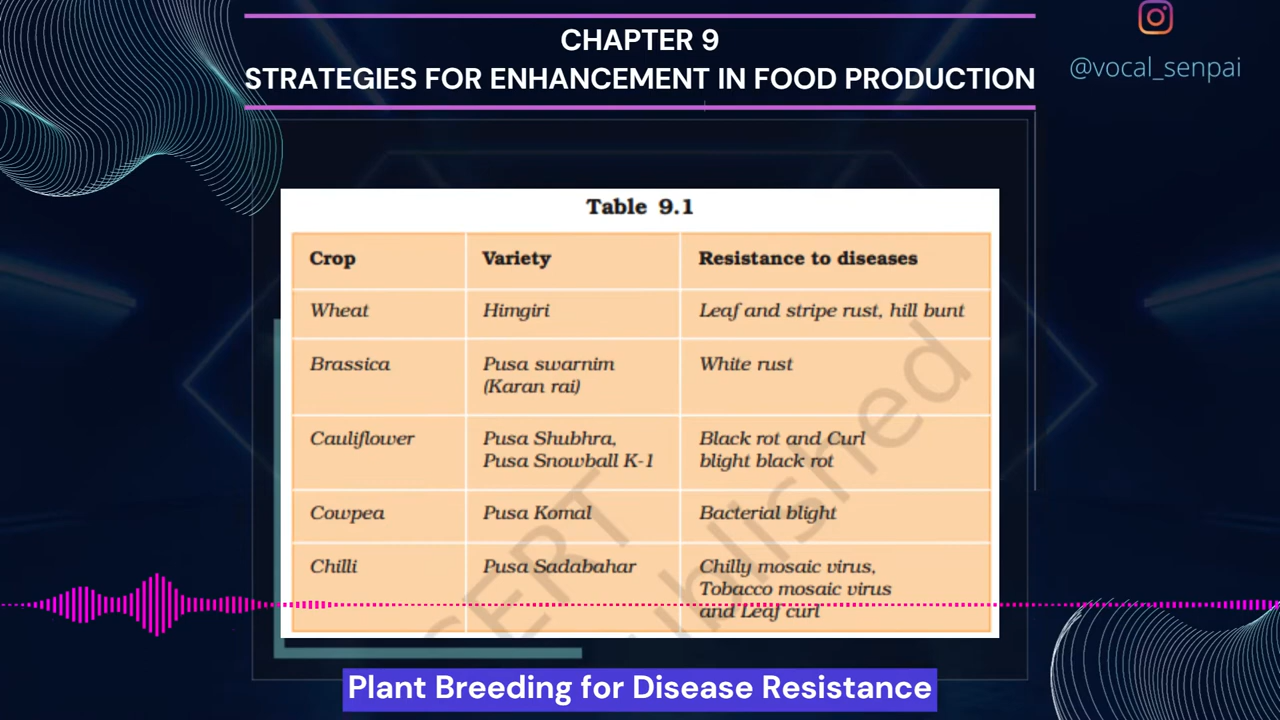 CHAPTER 9
STRATEGIES FOR ENHANCEMENT IN FOOD PRODUCTION
@vocal_senpai
Table 9.1
Crop Variety Resistance to diseases
Wheat Himgiri Leaf and stripe rust, hill bunt
Brassica Pusa swarnim White rust
(Karan rai)
Cauliflower Pusa Shubhra, Black rot and Curl
Pusa Snowball K-1 blight black rot
Cowpea Pusa Komal Bacterial blight
Chilli Pusa Sadabahar Chilly mosaic virus,
Tobacco mosaic virus
and Leaf curl
Plant Breeding for Disease Resistance